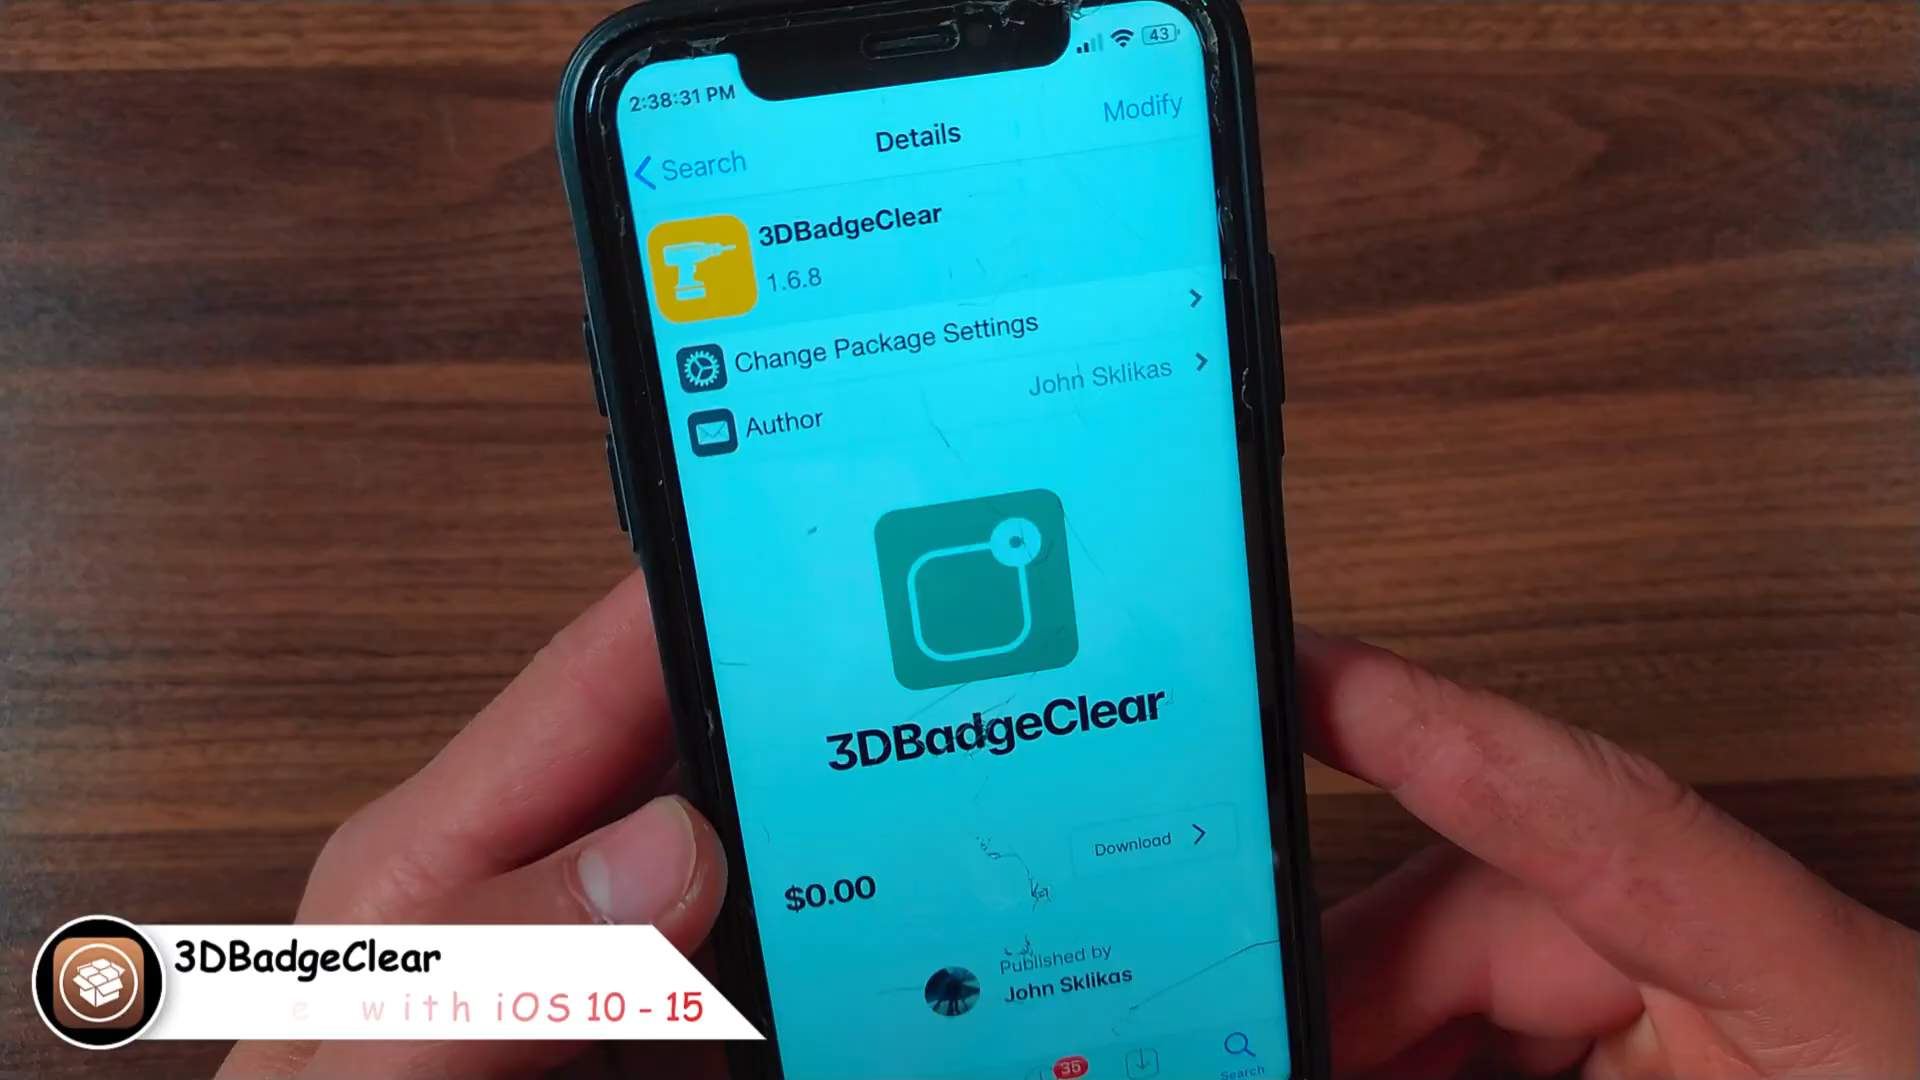 2:38:31 PM
43
Search
Details
Modify
3DBadgeClear
1.6.8
Change Package Settings
Author
John Sklikas
3DBadgeClear
$0.00
Download
Published by
John Sklikas
35
Search
3DBadgeClear
e with iOS 10 - 15